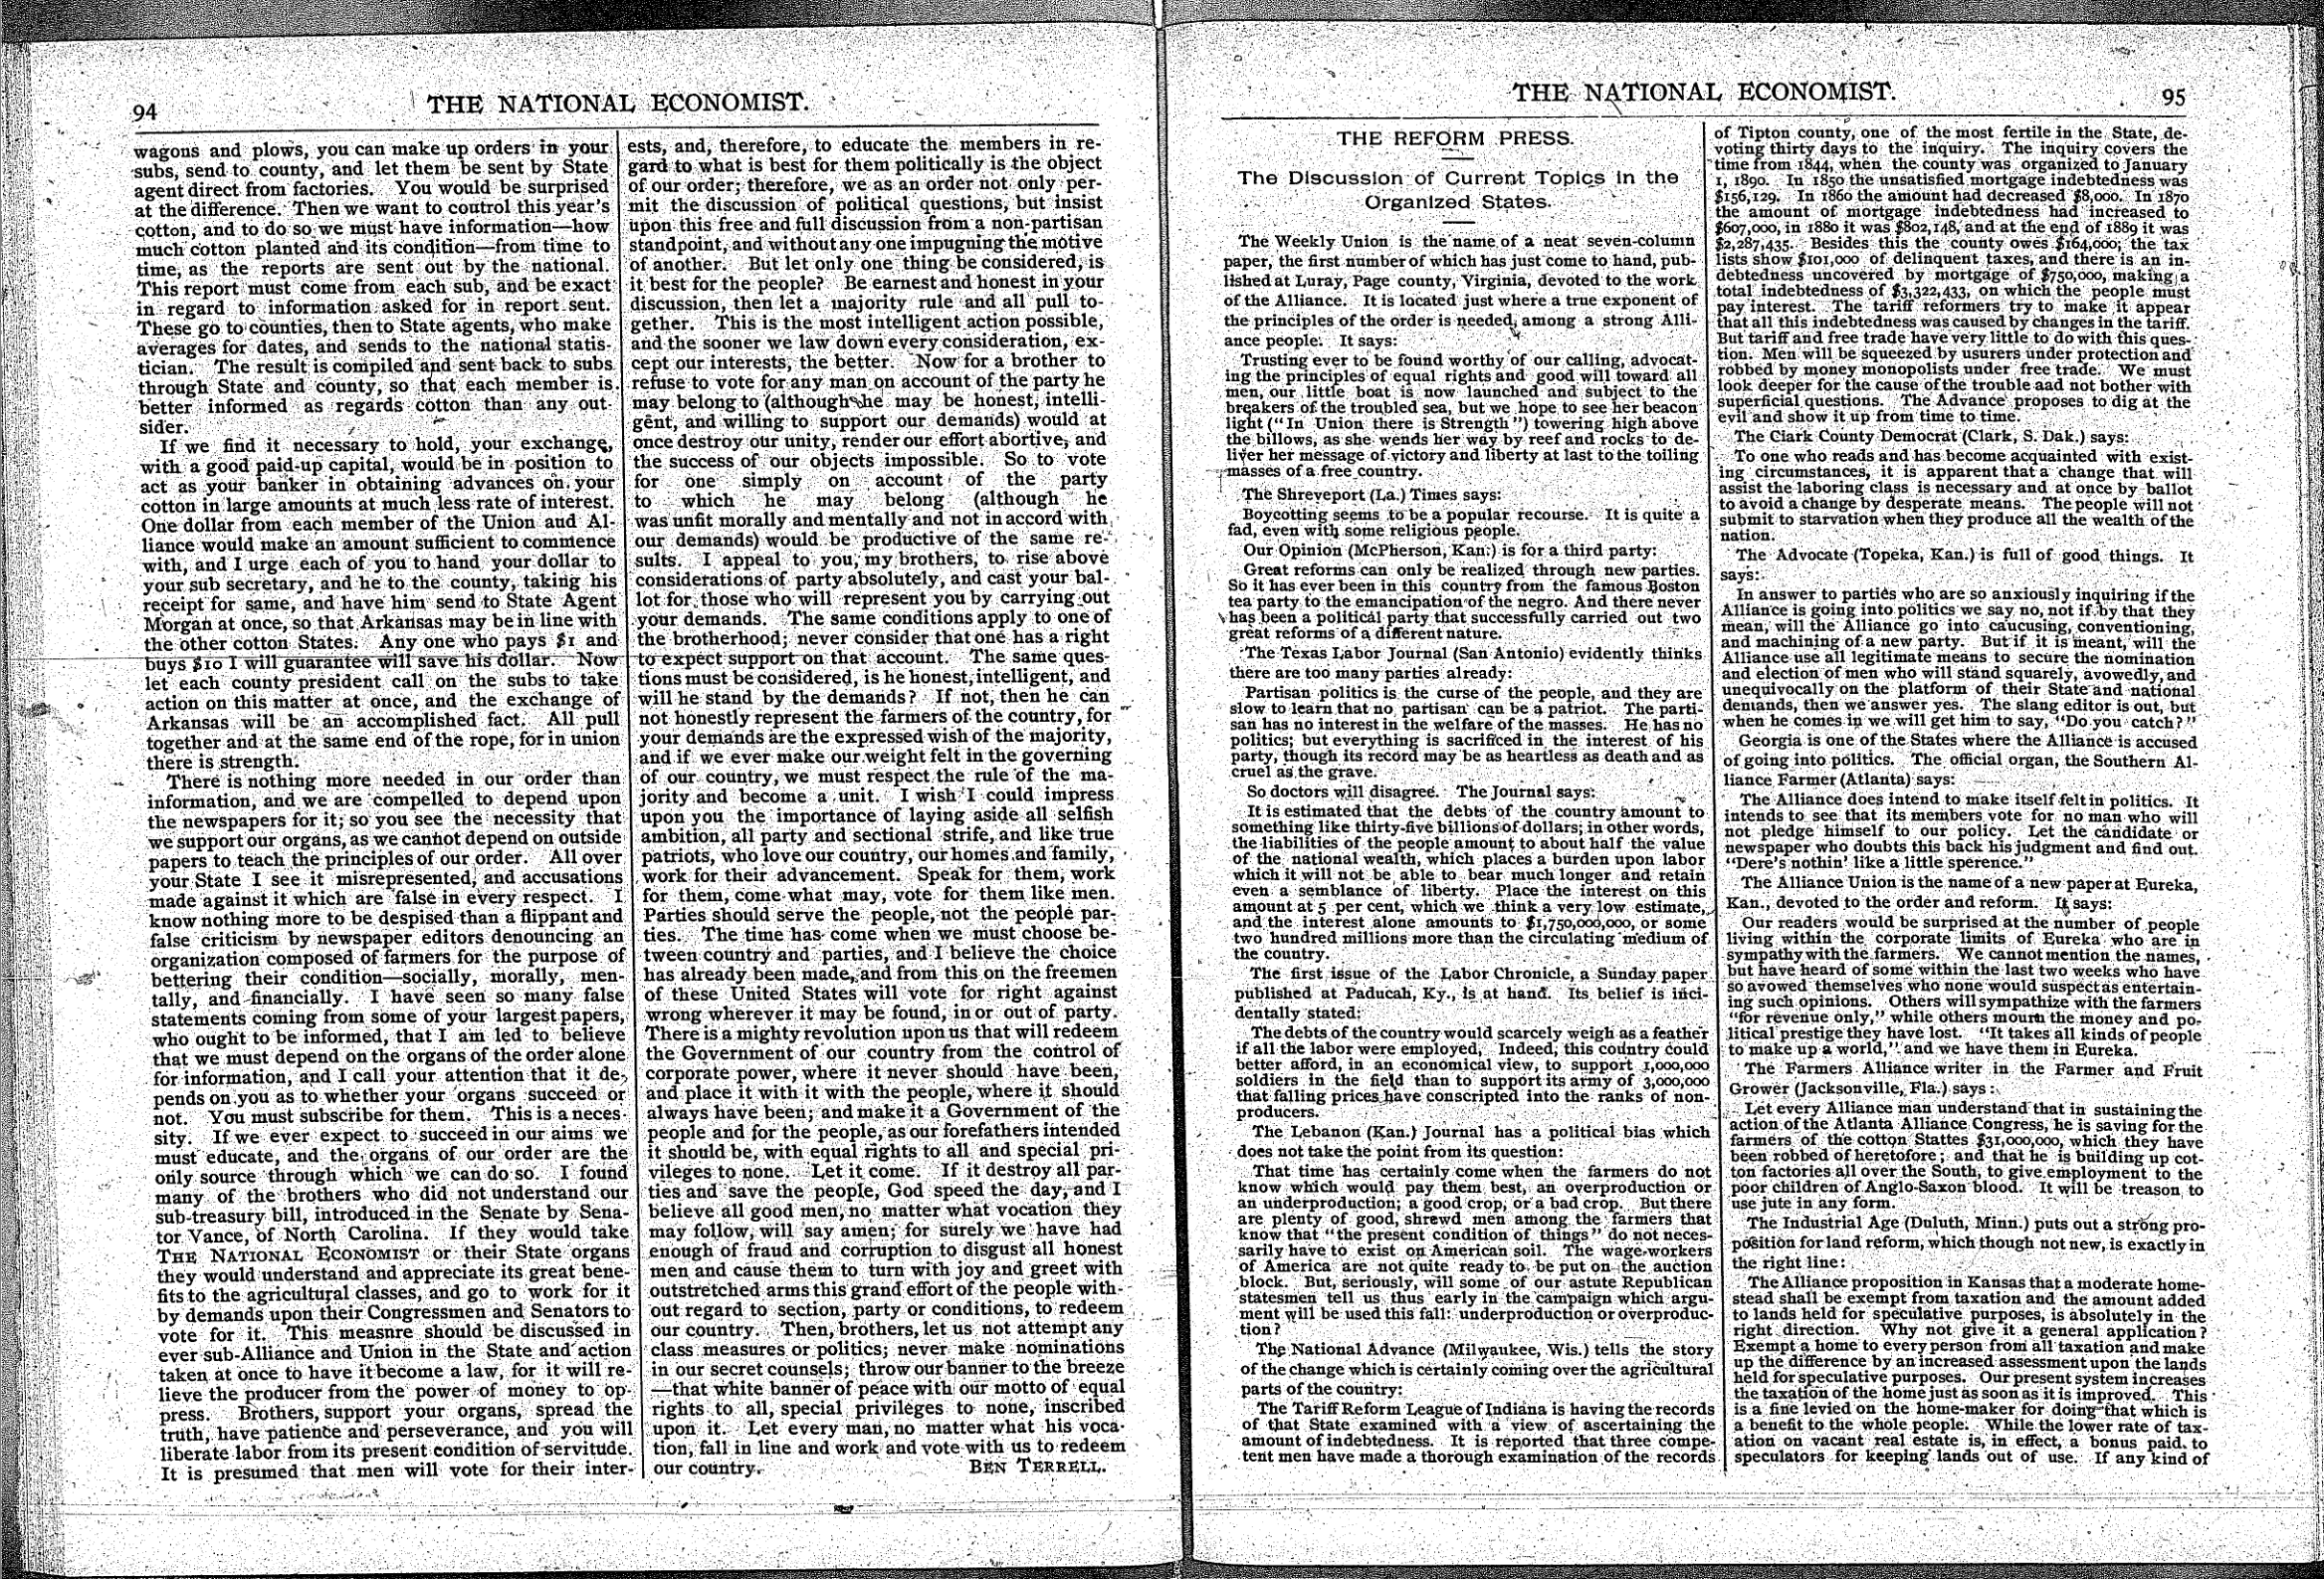 94
THE NATIONAL ECONOMIST.
wagons and plows, you can make up orders in your
subs, send to county, and let them be sent by State
agent direct from factories. You would be surprised
at the difference. Then we want to control this year's
cotton, and to do so we must have information—how
much cotton planted and its condition—from time to
time, as the reports are sent out by the national.
This report must come from each sub, and be exact
in regard to information asked for in report sent.
These go to counties, then to State agents, who make
averages for dates, and sends to the national statis-
tician. The result is compiled and sent back to subs
through State and county, so that each member is
better informed as regards cotton than any out-
sider.
If we find it necessary to hold, your exchange,
with a good paid-up capital, would be in position to
act as your banker in obtaining advances on your
cotton in large amounts at much less rate of interest.
One dollar from each member of the Union and Al-
liance would make an amount sufficient to commence
with, and I urge each of you to hand your dollar to
your sub secretary, and he to the county, taking his
receipt for same, and have him send to State Agent
Morgan at once, so that Arkansas may be in line with
the other cotton States. Any one who pays $1 and
buys $10 I will guarantee will save his dollar. Now
let each county president call on the subs to take
action on this matter at once, and the exchange of
Arkansas will be an accomplished fact. All pull
together and at the same end of the rope, for in union
there is strength.
There is nothing more needed in our order than
information, and we are compelled to depend upon
the newspapers for it; so you see the necessity that
we support our organs, as we cannot depend on outside
papers to teach the principles of our order. All over
your State I see it misrepresented, and accusations
made against it which are false in every respect. I
know nothing more to be despised than a flippant and
false criticism by newspaper editors denouncing an
organization composed of farmers for the purpose of
bettering their condition—socially, morally, men-
tally, and financially. I have seen so many false
statements coming from some of your largest papers,
who ought to be informed, that I am led to believe
that we must depend on the organs of the order alone
for information, and I call your attention that it de-
pends on you as to whether your organs succeed or
not. You must subscribe for them. This is a neces-
sity. If we ever expect to succeed in our aims we
must educate, and the organs of our order are the
only source through which we can do so. I found
many of the brothers who did not understand our
sub-treasury bill, introduced in the Senate by Sena-
tor Vance, of North Carolina. If they would take
THE NATIONAL ECONOMIST or their State organs
they would understand and appreciate its great bene-
fits to the agricultural classes, and go to work for it
by demands upon their Congressmen and Senators to
vote for it. This measnre should be discussed in
ever sub-Alliance and Union in the State and action
taken at once to have it become a law, for it will re-
lieve the producer from the power of money to op-
press. Brothers, support your organs, spread the
truth, have patience and perseverance, and you will
liberate labor from its present condition of servitude.
It is presumed that men will vote for their inter-
ests, and, therefore, to educate the members in re-
gard to what is best for them politically is the object
of our order; therefore, we as an order not only per-
mit the discussion of political questions, but insist
upon this free and full discussion from a non-partisan
standpoint, and without any one impugning the motive
of another. But let only one thing be considered, is
it best for the people? Be earnest and honest in your
discussion, then let a majority rule and all pull to-
gether. This is the most intelligent action possible,
and the sooner we law down every consideration, ex-
cept our interests, the better. Now for a brother to
refuse to vote for any man on account of the party he
may belong to (although he may be honest, intelli-
gent, and willing to support our demands) would at
once destroy our unity, render our effort abortive, and
the success of our objects impossible. So to vote
for one simply on account of the party
to which he may belong (although he
was unfit morally and mentally and not in accord with
our demands) would be productive of the same re-
sults. I appeal to you, my brothers, to rise above
considerations of party absolutely, and cast your bal-
lot for those who will represent you by carrying out
your demands. The same conditions apply to one of
the brotherhood; never consider that one has a right
to expect support on that account. The same ques-
tions must be considered, is he honest, intelligent, and
will he stand by the demands? If not, then he can
not honestly represent the farmers of the country, for
your demands are the expressed wish of the majority,
and if we ever make our weight felt in the governing
of our country, we must respect the rule of the ma-
jority and become a unit. I wish I could impress
upon you the importance of laying aside all selfish
ambition, all party and sectional strife, and like true
patriots, who love our country, our homes and family,
work for their advancement. Speak for them, work
for them, come what may, vote for them like men.
Parties should serve the people, not the people par-
ties. The time has come when we must choose be-
tween country and parties, and I believe the choice
has already been made, and from this on the freemen
of these United States will vote for right against
wrong wherever it may be found, in or out of party.
There is a mighty revolution upon us that will redeem
the Government of our country from the control of
corporate power, where it never should have been,
and place it with it with the people, where it should
always have been; and make it a Government of the
people and for the people, as our forefathers intended
it should be, with equal rights to all and special pri-
vileges to none. Let it come. If it destroy all par-
ties and save the people, God speed the day, and I
believe all good men, no matter what vocation they
may follow, will say amen; for surely we have had
enough of fraud and corruption to disgust all honest
men and cause them to turn with joy and greet with
outstretched arms this grand effort of the people with-
out regard to section, party or conditions, to redeem
our country. Then, brothers, let us not attempt any
class measures or politics; never make nominations
in our secret counsels; throw our banner to the breeze
—that white banner of peace with our motto of equal
rights to all, special privileges to none, inscribed
upon it. Let every man, no matter what his voca-
tion, fall in line and work and vote with us to redeem
our country. BEN TERRELL.
THE NATIONAL ECONOMIST.
95
THE REFORM PRESS.
The Discussion of Current Topics in the
Organized States.
The Weekly Union is the name of a neat seven-column
paper, the first number of which has just come to hand, pub-
lished at Luray, Page county, Virginia, devoted to the work
of the Alliance. It is located just where a true exponent of
the principles of the order is needed, among a strong Alli-
ance people. It says:
Trusting ever to be found worthy of our calling, advocat-
ing the principles of equal rights and good will toward all
men, our little boat is now launched and subject to the
breakers of the troubled sea, but we hope to see her beacon
light ("In Union there is Strength") towering high above
the billows, as she wends her way by reef and rocks to de-
liver her message of victory and liberty at last to the toiling
masses of a free country.
The Shreveport (La.) Times says:
Boycotting seems to be a popular recourse. It is quite a
fad, even with some religious people.
Our Opinion (McPherson, Kan.) is for a third party:
Great reforms can only be realized through new parties.
So it has ever been in this country from the famous Boston
tea party to the emancipation of the negro. And there never
has been a political party that successfully carried out two
great reforms of a different nature.
The Texas Labor Journal (San Antonio) evidently thinks
there are too many parties already:
Partisan politics is the curse of the people, and they are
slow to learn that no partisan can be a patriot. The parti-
san has no interest in the welfare of the masses. He has no
politics; but everything is sacrificed in the interest of his
party, though its record may be as heartless as death and as
cruel as the grave.
So doctors will disagree. The Journal says:
It is estimated that the debts of the country amount to
something like thirty-five billions of dollars; in other words,
the liabilities of the people amount to about half the value
of the national wealth, which places a burden upon labor
which it will not be able to bear much longer and retain
even a semblance of liberty. Place the interest on this
amount at 5 per cent, which we think a very low estimate,
and the interest alone amounts to $1,750,000,000, or some
two hundred millions more than the circulating medium of
the country.
The first issue of the Labor Chronicle, a Sunday paper
published at Paducah, Ky., is at hand. Its belief is inci-
dentally stated:
The debts of the country would scarcely weigh as a feather
if all the labor were employed. Indeed, this country could
better afford, in an economical view, to support 1,000,000
soldiers in the field than to support its army of 3,000,000
that falling prices have conscripted into the ranks of non-
producers.
The Lebanon (Kan.) Journal has a political bias which
does not take the point from its question:
That time has certainly come when the farmers do not
know which would pay them best, an overproduction or
an underproduction; a good crop, or a bad crop. But there
are plenty of good, shrewd men among the farmers that
know that "the present condition of things" do not neces-
sarily have to exist on American soil. The wage-workers
of America are not quite ready to be put on the auction
block. But, seriously, will some of our astute Republican
statesmen tell us thus early in the campaign which argu-
ment will be used this fall: underproduction or overproduc-
tion?
The National Advance (Milwaukee, Wis.) tells the story
of the change which is certainly coming over the agricultural
parts of the country:
The Tariff Reform League of Indiana is having the records
of that State examined with a view of ascertaining the
amount of indebtedness. It is reported that three compe-
tent men have made a thorough examination of the records
of Tipton county, one of the most fertile in the State, de-
voting thirty days to the inquiry. The inquiry covers the
time from 1844, when the county was organized to January
1, 1890. In 1850 the unsatisfied mortgage indebtedness was
$156,129. In 1860 the amount had decreased $8,000. In 1870
the amount of mortgage indebtedness had increased to
$607,000, in 1880 it was $802,148, and at the end of 1889 it was
$2,287,435. Besides this the county owes $164,000; the tax
lists show $101,000 of delinquent taxes, and there is an in-
debtedness uncovered by mortgage of $750,000, making a
total indebtedness of $3,322,433, on which the people must
pay interest. The tariff reformers try to make it appear
that all this indebtedness was caused by changes in the tariff.
But tariff and free trade have very little to do with this ques-
tion. Men will be squeezed by usurers under protection and
robbed by money monopolists under free trade. We must
look deeper for the cause of the trouble aad not bother with
superficial questions. The Advance proposes to dig at the
evil and show it up from time to time.
The Clark County Democrat (Clark, S. Dak.) says:
To one who reads and has become acquainted with exist-
ing circumstances, it is apparent that a change that will
assist the laboring class is necessary and at once by ballot
to avoid a change by desperate means. The people will not
submit to starvation when they produce all the wealth of the
nation.
The Advocate (Topeka, Kan.) is full of good things. It
says:
In answer to parties who are so anxiously inquiring if the
Alliance is going into politics we say no, not if by that they
mean, will the Alliance go into caucusing, conventioning,
and machining of a new party. But if it is meant, will the
Alliance use all legitimate means to secure the nomination
and election of men who will stand squarely, avowedly, and
unequivocally on the platform of their State and national
demands, then we answer yes. The slang editor is out, but
when he comes in we will get him to say, "Do you catch?"
Georgia is one of the States where the Alliance is accused
of going into politics. The official organ, the Southern Al-
liance Farmer (Atlanta) says:
The Alliance does intend to make itself felt in politics. It
intends to see that its members vote for no man who will
not pledge himself to our policy. Let the candidate or
newspaper who doubts this back his judgment and find out.
"Dere's nothin' like a little sperence."
The Alliance Union is the name of a new paper at Eureka,
Kan., devoted to the order and reform. It says:
Our readers would be surprised at the number of people
living within the corporate limits of Eureka who are in
sympathy with the farmers. We cannot mention the names,
but have heard of some within the last two weeks who have
so avowed themselves who none would suspect as entertain-
ing such opinions. Others will sympathize with the farmers
"for revenue only," while others mourn the money and po-
litical prestige they have lost. "It takes all kinds of people
to make up a world," and we have them in Eureka.
The Farmers Alliance writer in the Farmer and Fruit
Grower (Jacksonville, Fla.) says:
Let every Alliance man understand that in sustaining the
action of the Atlanta Alliance Congress, he is saving for the
farmers of the cotton Stattes $31,000,000, which they have
been robbed of heretofore; and that he is building up cot-
ton factories all over the South, to give employment to the
poor children of Anglo-Saxon blood. It will be treason to
use jute in any form.
The Industrial Age (Duluth, Minn.) puts out a strong pro-
position for land reform, which though not new, is exactly in
the right line:
The Alliance proposition in Kansas that a moderate home-
stead shall be exempt from taxation and the amount added
to lands held for speculative purposes, is absolutely in the
right direction. Why not give it a general application?
Exempt a home to every person from all taxation and make
up the difference by an increased assessment upon the lands
held for speculative purposes. Our present system increases
the taxation of the home just as soon as it is improved. This
is a fine levied on the home-maker for doing that which is
a benefit to the whole people. While the lower rate of tax-
ation on vacant real estate is, in effect, a bonus paid to
speculators for keeping lands out of use. If any kind of